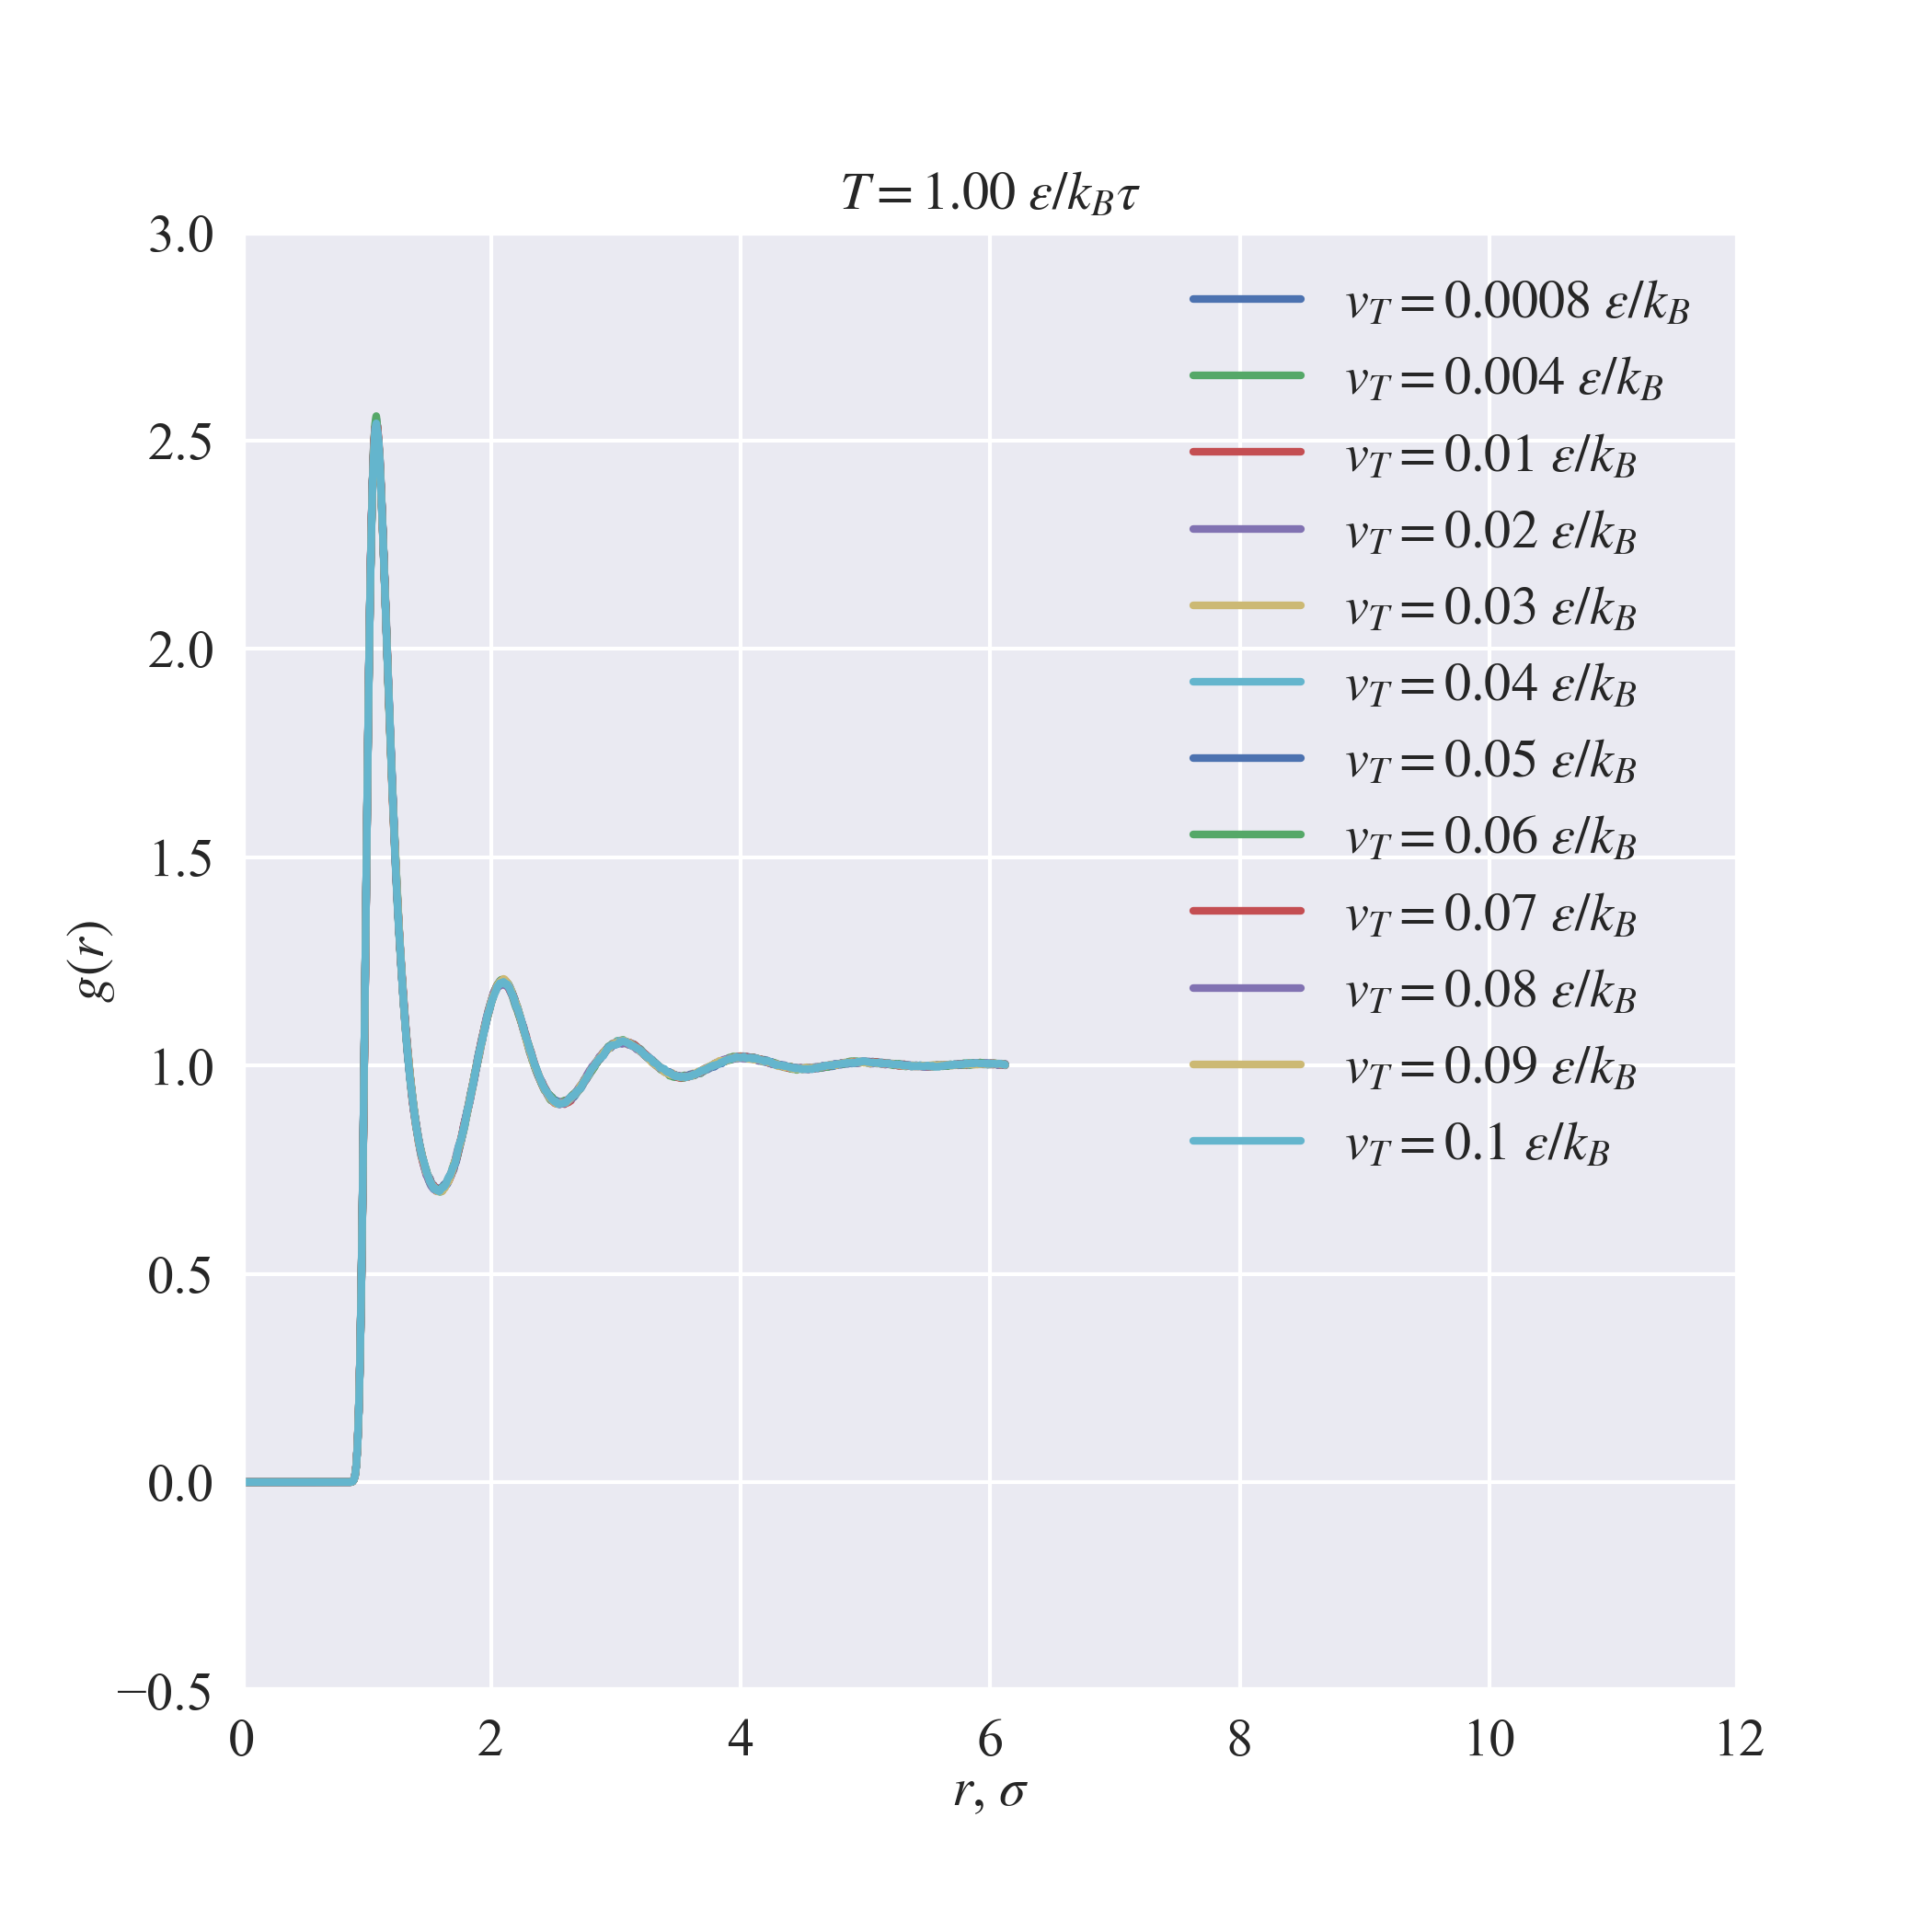 T = 1.00 ε/k_Bτ
3.0
2.5
2.0
1.5
1.0
0.5
0.0
−0.5
g(r)
0 2 4 6 8 10 12
r, σ
v_T = 0.0008 ε/k_B
v_T = 0.004 ε/k_B
v_T = 0.01 ε/k_B
v_T = 0.02 ε/k_B
v_T = 0.03 ε/k_B
v_T = 0.04 ε/k_B
v_T = 0.05 ε/k_B
v_T = 0.06 ε/k_B
v_T = 0.07 ε/k_B
v_T = 0.08 ε/k_B
v_T = 0.09 ε/k_B
v_T = 0.1 ε/k_B